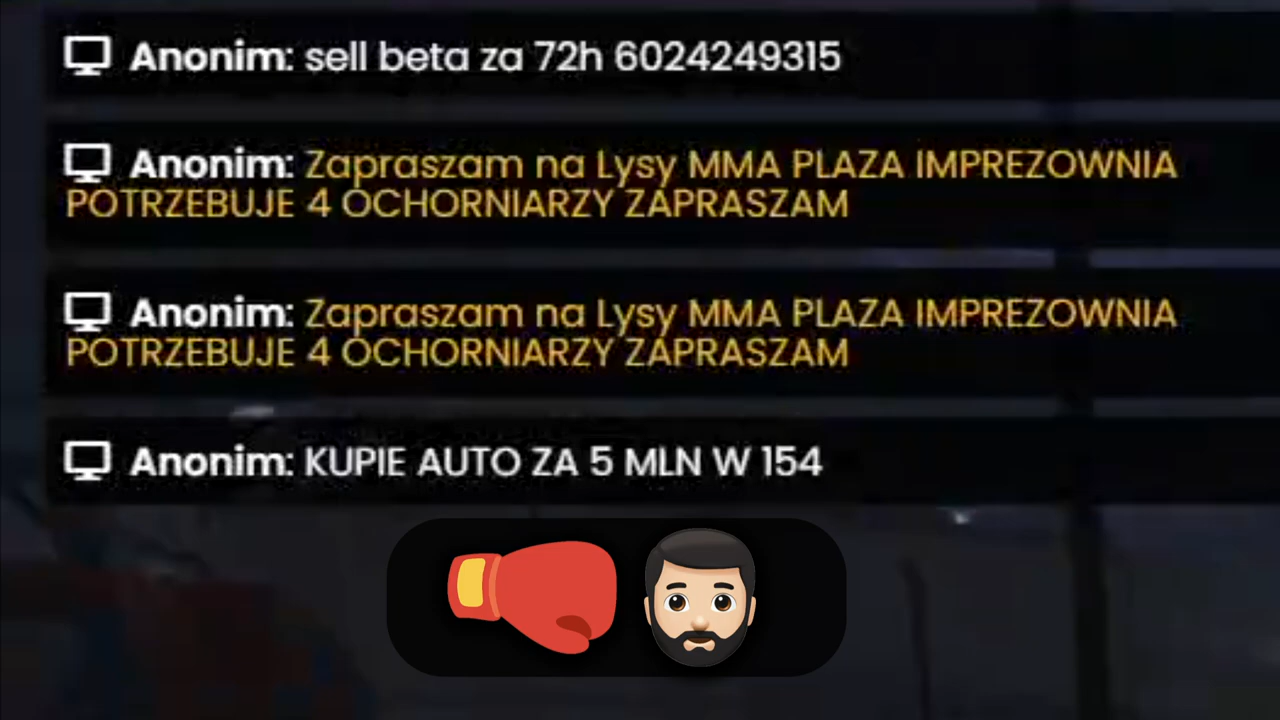 Anonim: sell beta za 72h 6024249315
Anonim: Zapraszam na Lysy MMA PLAZA IMPREZOWNIA
POTRZEBUJE 4 OCHORNIARZY ZAPRASZAM
Anonim: Zapraszam na Lysy MMA PLAZA IMPREZOWNIA
POTRZEBUJE 4 OCHORNIARZY ZAPRASZAM
Anonim: KUPIE AUTO ZA 5 MLN W 154